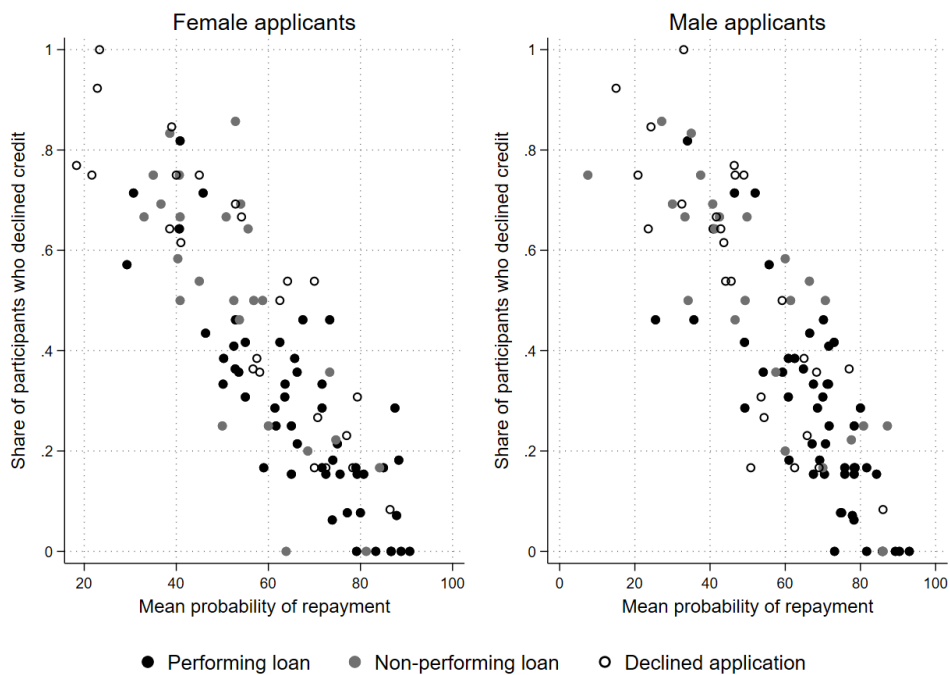 Female applicants
Male applicants
Share of participants who declined credit
1
.8
.6
.4
.2
0
20 40 60 80 100
Mean probability of repayment
Share of participants who declined credit
1
.8
.6
.4
.2
0
0 20 40 60 80 100
Mean probability of repayment
Performing loan Non-performing loan Declined application